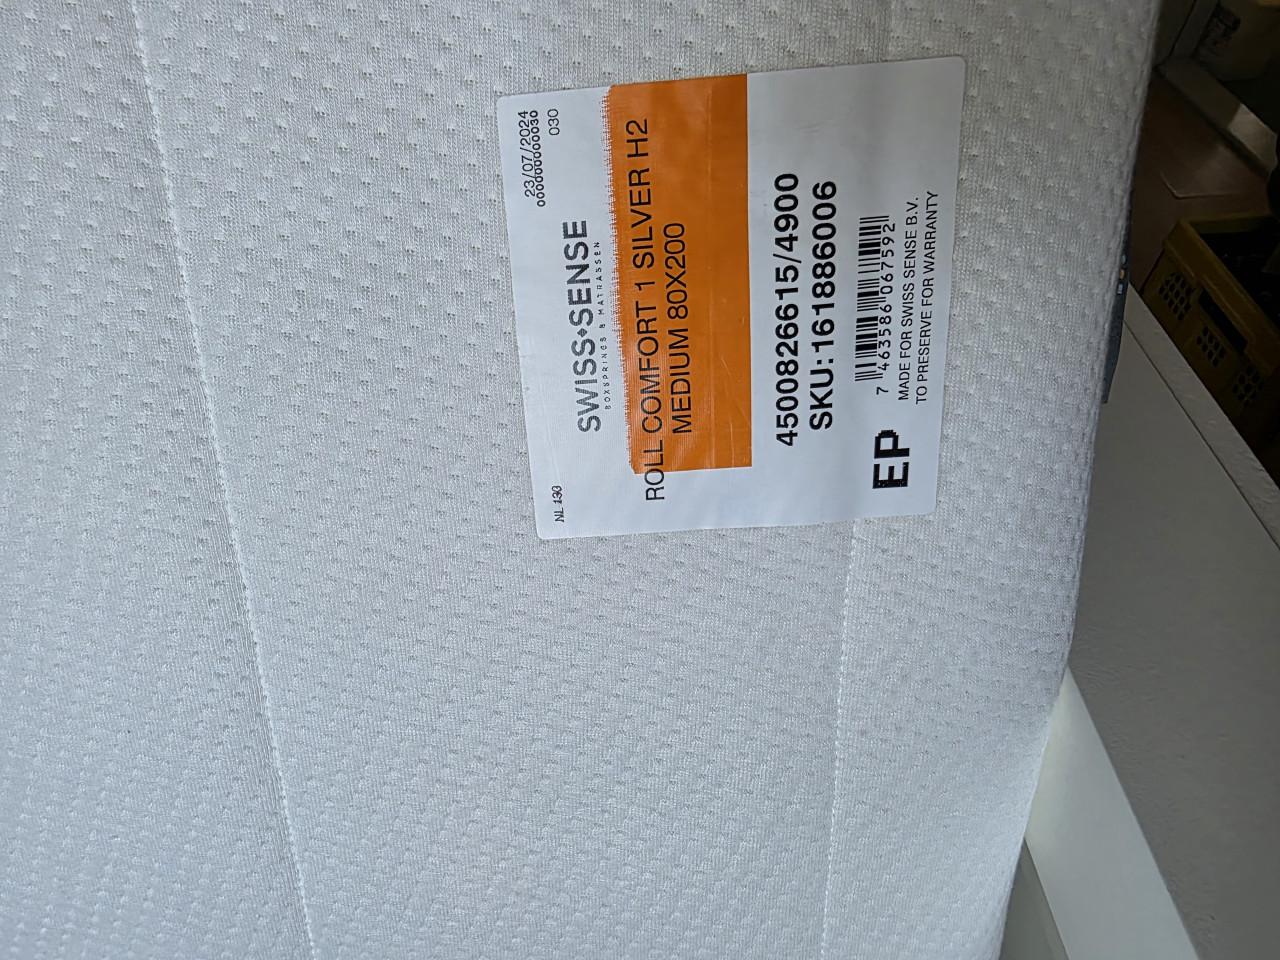 23/07/2024
000000000030
030
NL 130
SWISS SENSE
BOXSPRINGS & MATRASSEN
ROLL COMFORT 1 SILVER H2
MEDIUM 80X200
4500826615/4900
SKU:161886006
7 463586 067592
EP
MADE FOR SWISS SENSE B.V.
TO PRESERVE FOR WARRANTY